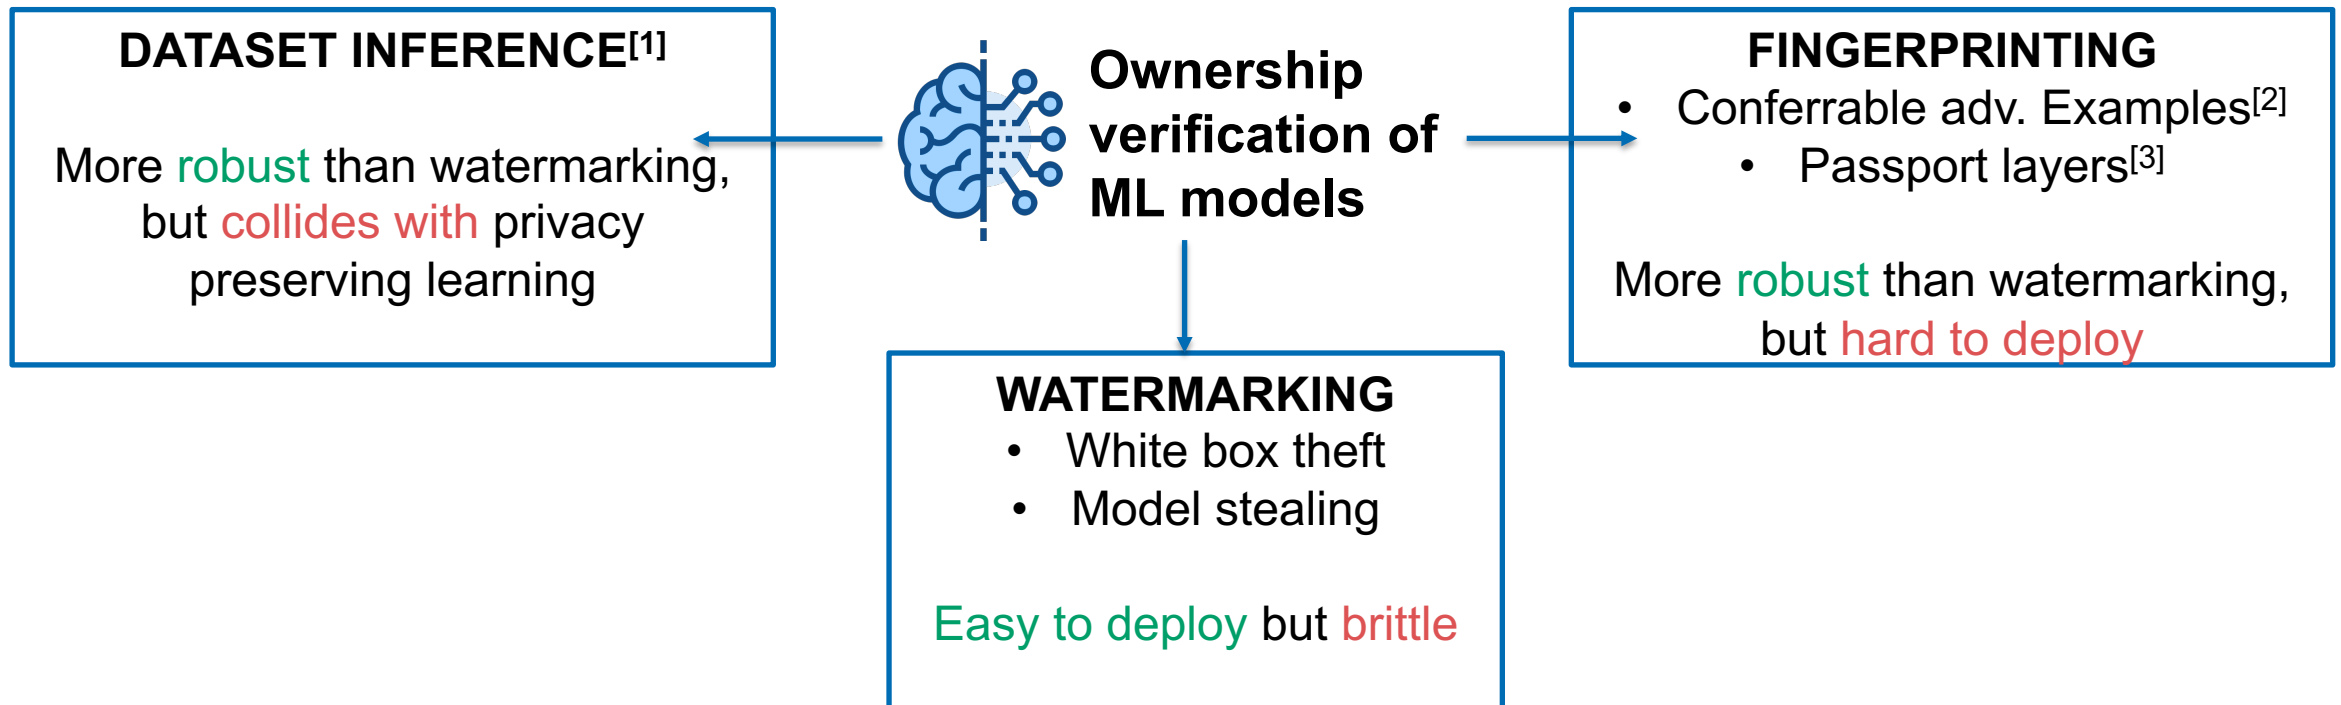 DATASET INFERENCE[1]
More robust than watermarking,
but collides with privacy
preserving learning
Ownership
verification of
ML models
FINGERPRINTING
• Conferrable adv. Examples[2]
• Passport layers[3]
More robust than watermarking,
but hard to deploy
WATERMARKING
• White box theft
• Model stealing
Easy to deploy but brittle